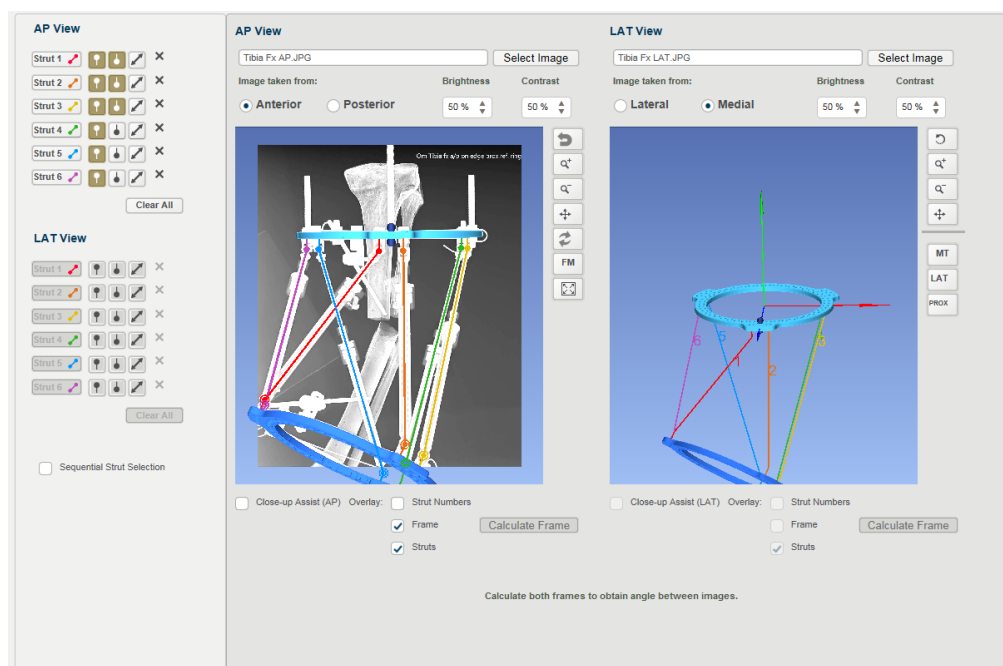 AP View
Strut 1
Strut 2
Strut 3
Strut 4
Strut 5
Strut 6
Clear All
LAT View
Strut 1
Strut 2
Strut 3
Strut 4
Strut 5
Strut 6
Clear All
Sequential Strut Selection
AP View
Tibia Fx AP.JPG
Select Image
Image taken from:
Brightness
Contrast
Anterior
Posterior
50 %
50 %
FM
Close-up Assist (AP)
Overlay:
Strut Numbers
Frame
Struts
Calculate Frame
LAT View
Tibia Fx LAT.JPG
Select Image
Image taken from:
Brightness
Contrast
Lateral
Medial
50 %
50 %
6
5
1
2
MT
LAT
PROX
Close-up Assist (LAT)
Overlay:
Strut Numbers
Frame
Struts
Calculate Frame
Calculate both frames to obtain angle between images.